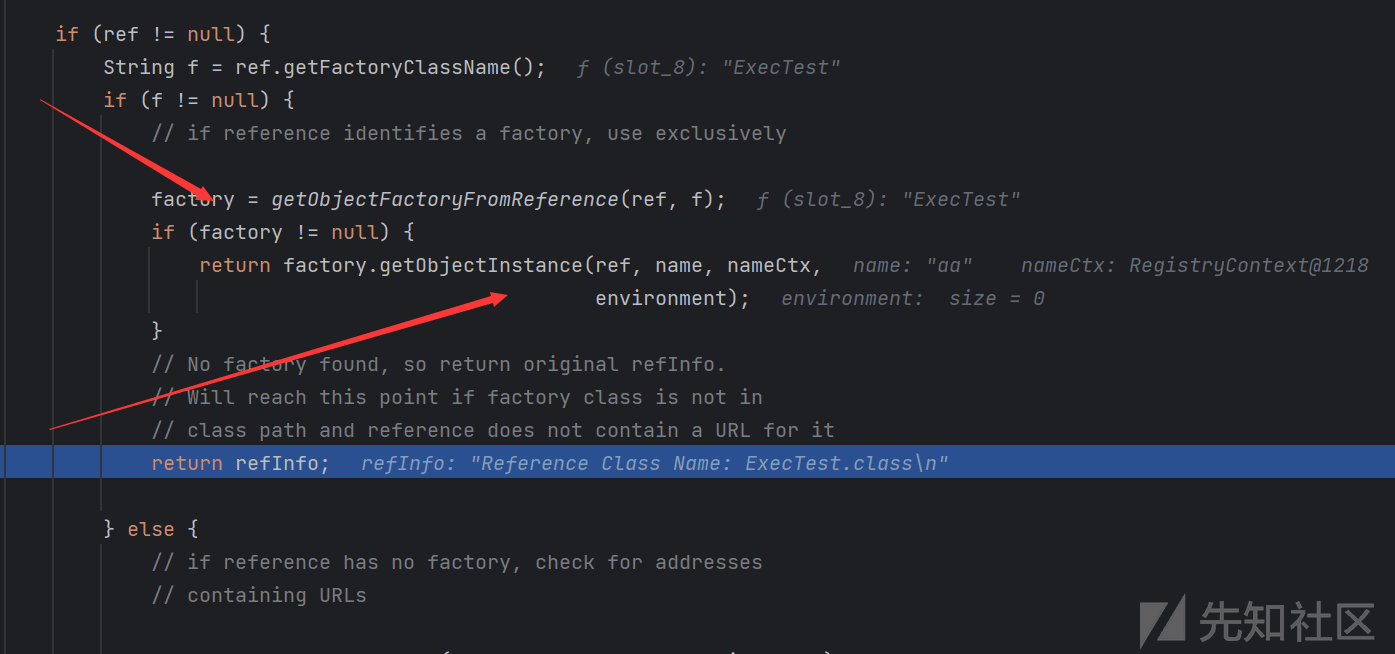 if (ref != null) {
String f = ref.getFactoryClassName(); f (slot_8): "ExecTest"
if (f != null) {
// if reference identifies a factory, use exclusively
factory = getObjectFactoryFromReference(ref, f); f (slot_8): "ExecTest"
if (factory != null) {
return factory.getObjectInstance(ref, name, nameCtx, name: "aa" nameCtx: RegistryContext@1218
environment); environment: size = 0
}
// No factory found, so return original refInfo.
// Will reach this point if factory class is not in
// class path and reference does not contain a URL for it
return refInfo; refInfo: "Reference Class Name: ExecTest.class\n"
} else {
// if reference has no factory, check for addresses
// containing URLs
先知社区